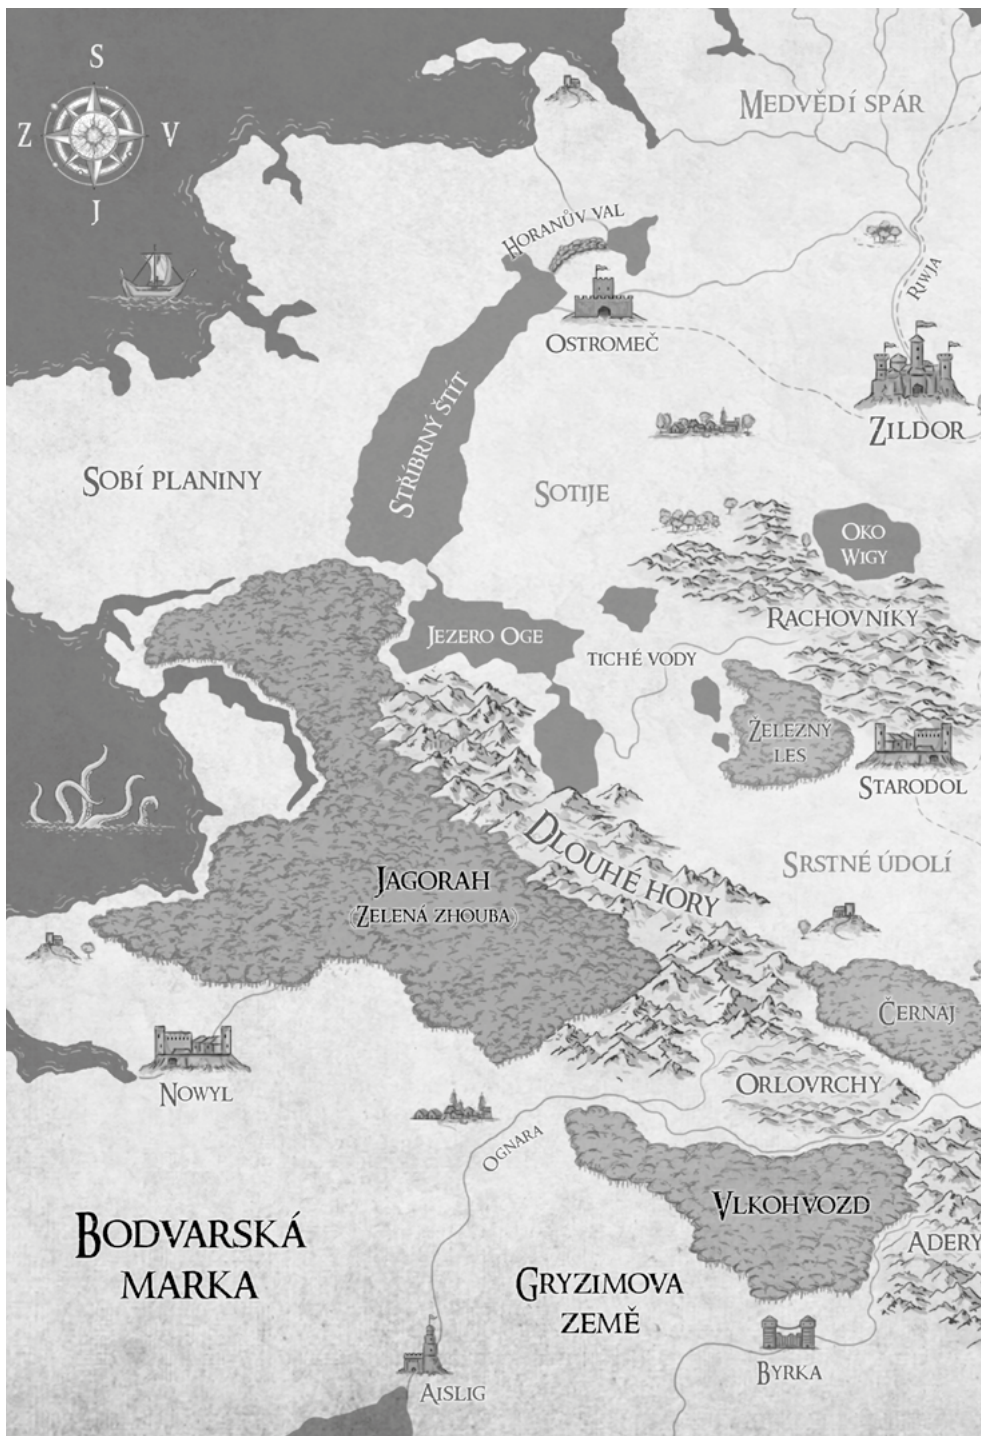 S
Z
V
J
Medvědí spár
Horanův val
Riwja
Ostromeč
Zildor
Stříbrný štít
Sobí planiny
Sotije
Oko
Wigy
Rachovníky
Jezero Oge
Tiché vody
Železný
les
Starodol
Dlouhé hory
Srstné údolí
Jagorah
(Zelená zhouba)
Černaj
Nowyl
Orlovrchy
Ognara
Vlkohvozd
Adery
Bodvarská
marka
Gryzimova
země
Byrka
Aislig